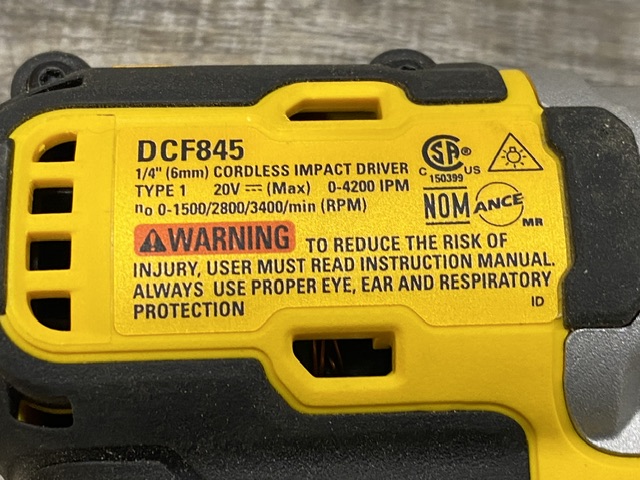 DCF845
1/4" (6mm) CORDLESS IMPACT DRIVER
TYPE 1 20V ⎓ (Max) 0-4200 IPM
n₀ 0-1500/2800/3400/min (RPM)
⚠WARNING TO REDUCE THE RISK OF
INJURY, USER MUST READ INSTRUCTION MANUAL.
ALWAYS USE PROPER EYE, EAR AND RESPIRATORY
PROTECTION
ID
CSA ®
C US
150399
NOM ANCE
MR